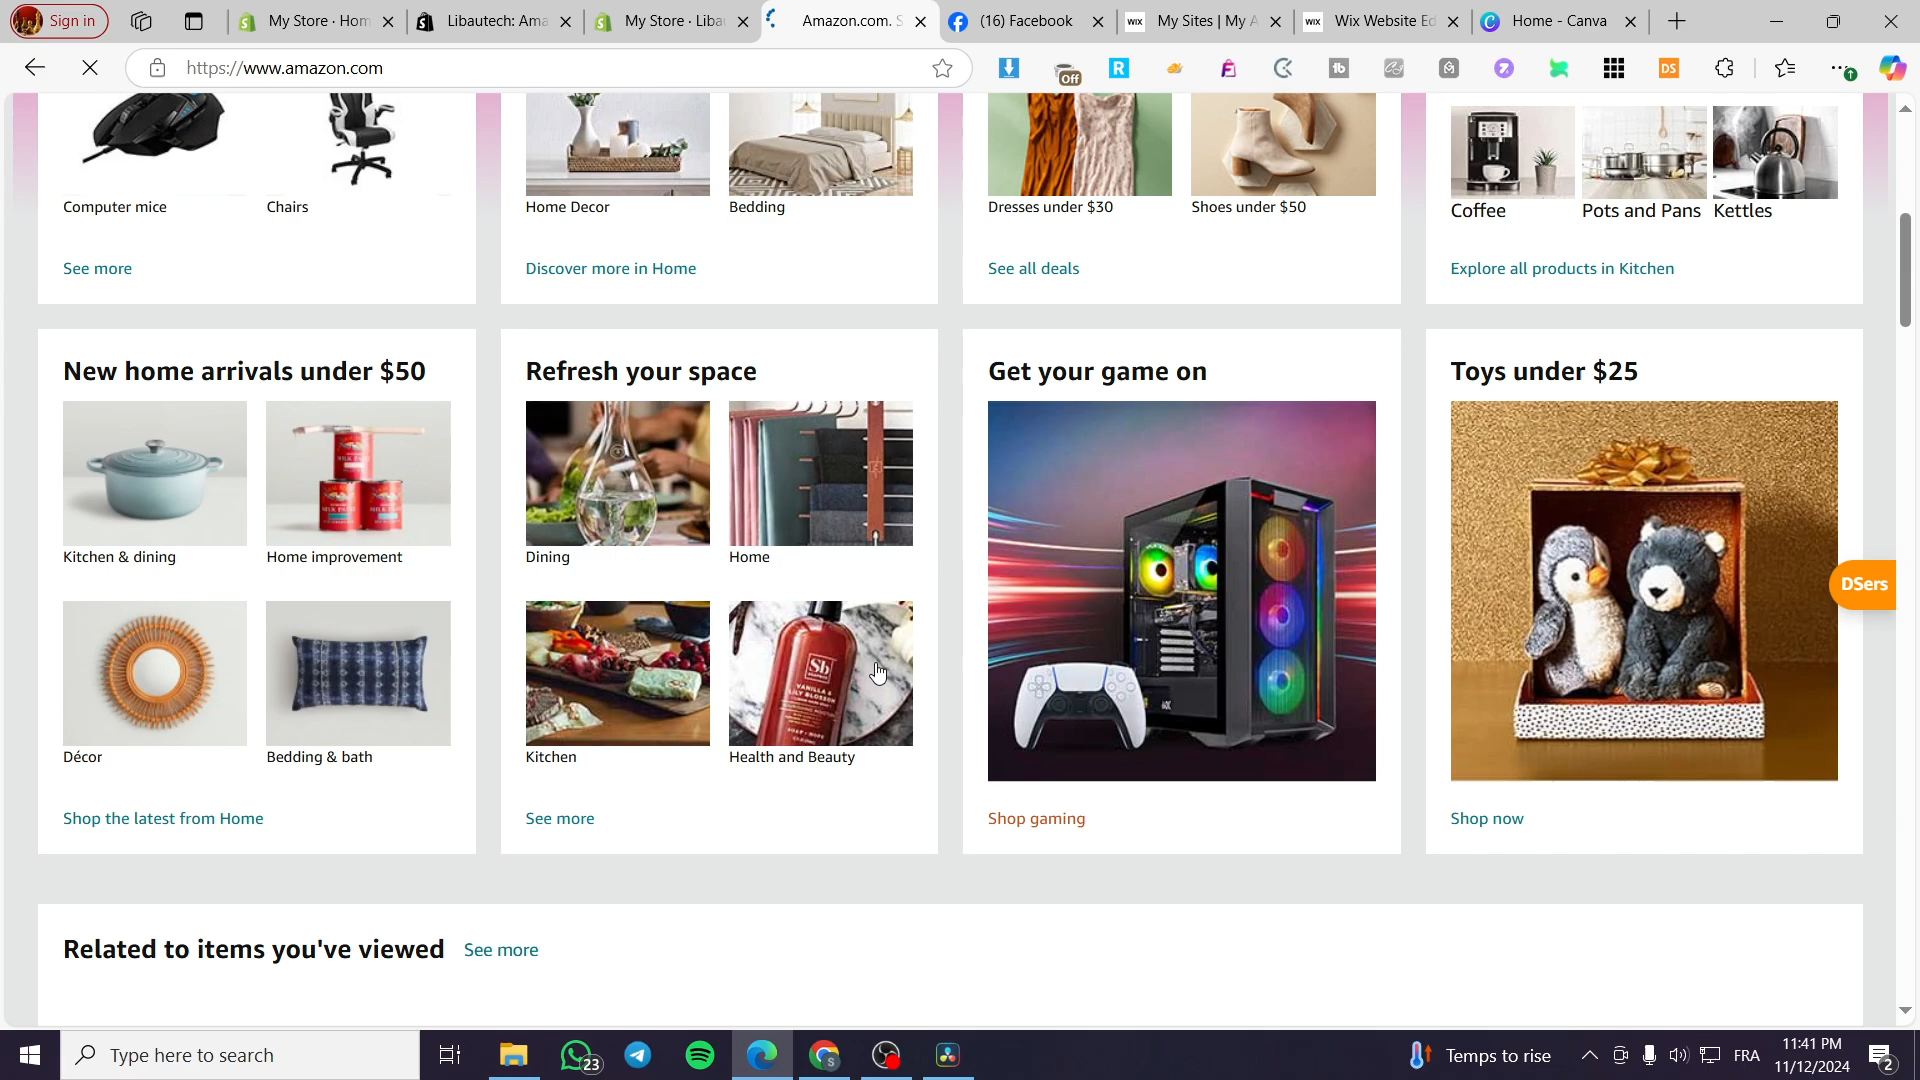 Sign in
My Store · Hom
Libautech: Ama
My Store · Liba
Amazon.com. S
(16) Facebook
My Sites | My A
Wix Website Ed
Home - Canva
https://www.amazon.com
Off
Computer mice
Chairs
Home Decor
Bedding
Dresses under $30
Shoes under $50
Coffee
Pots and Pans
Kettles
See more
Discover more in Home
See all deals
Explore all products in Kitchen
New home arrivals under $50
Refresh your space
Get your game on
Toys under $25
Kitchen & dining
Home improvement
Dining
Home
DSers
Décor
Bedding & bath
Kitchen
Health and Beauty
Shop the latest from Home
See more
Shop gaming
Shop now
Related to items you've viewed
See more
Type here to search
23
Temps to rise
FRA
11:41 PM
11/12/2024
2